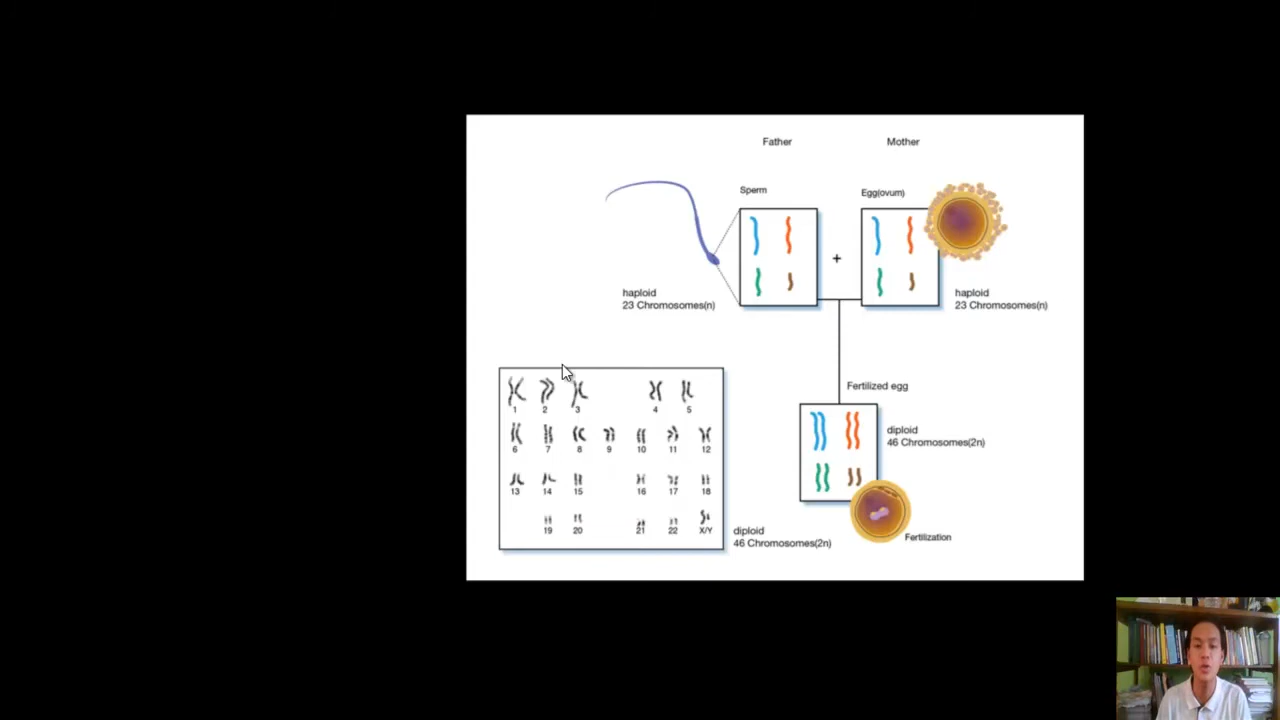 Father
Mother
Sperm
Egg(ovum)
+
haploid
23 Chromosomes(n)
haploid
23 Chromosomes(n)
Fertilized egg
diploid
46 Chromosomes(2n)
Fertilization
1 2 3 4 5
6 7 8 9 10 11 12
13 14 15 16 17 18
19 20 21 22 X/Y
diploid
46 Chromosomes(2n)